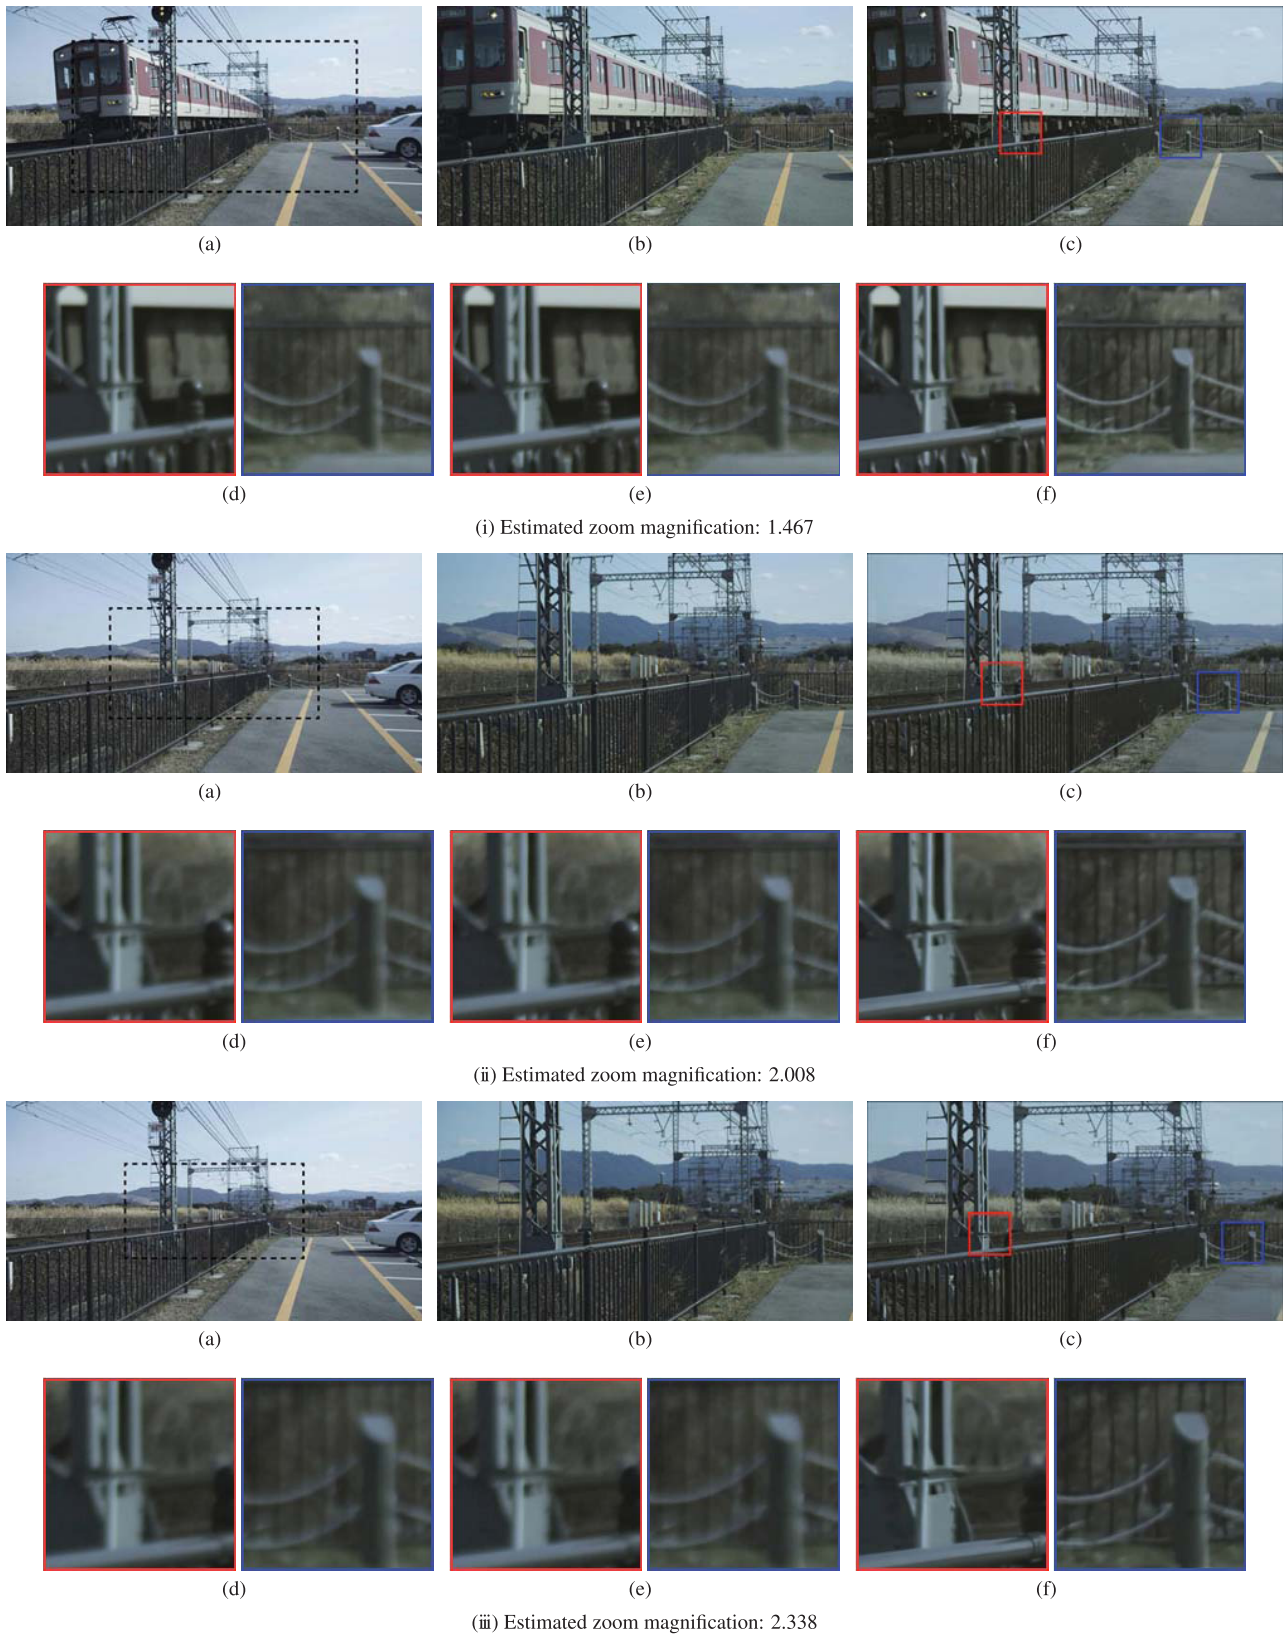 (a) (b) (c)
(d) (e) (f)
(i) Estimated zoom magnification: 1.467
(a) (b) (c)
(d) (e) (f)
(ii) Estimated zoom magnification: 2.008
(a) (b) (c)
(d) (e) (f)
(iii) Estimated zoom magnification: 2.338